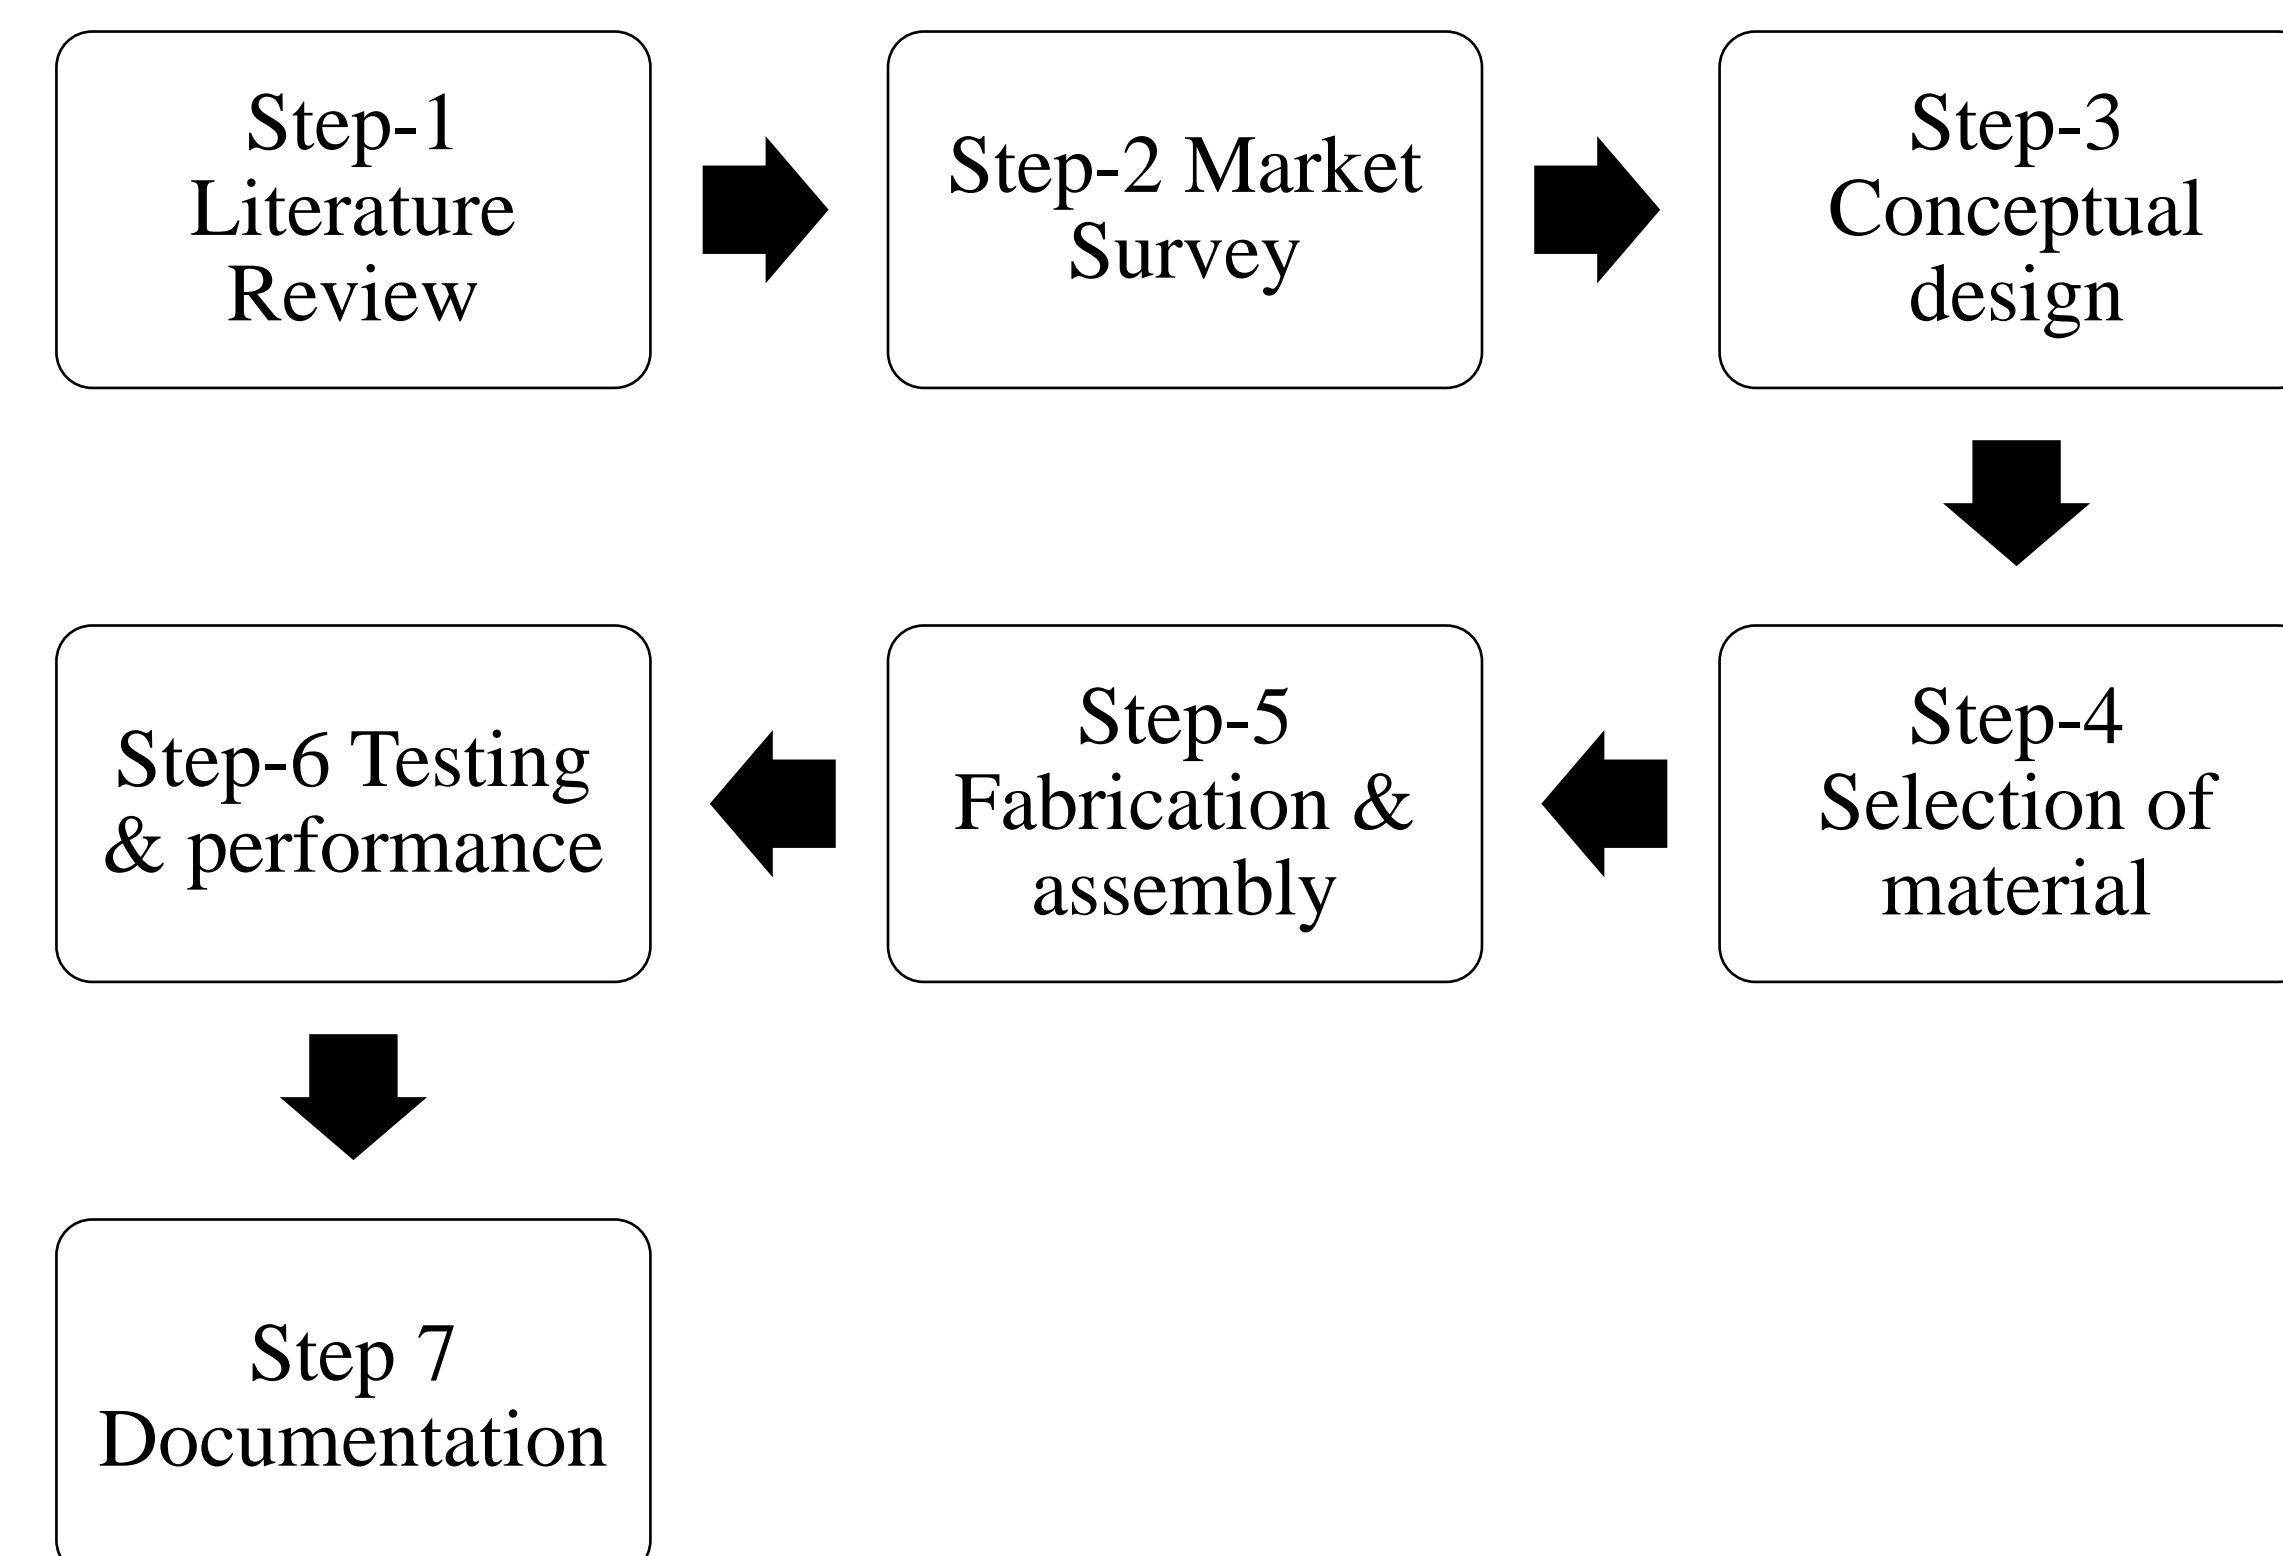 Step-1
Literature
Review
Step-2 Market
Survey
Step-3
Conceptual
design
Step-4
Selection of
material
Step-5
Fabrication &
assembly
Step-6 Testing
& performance
Step 7
Documentation